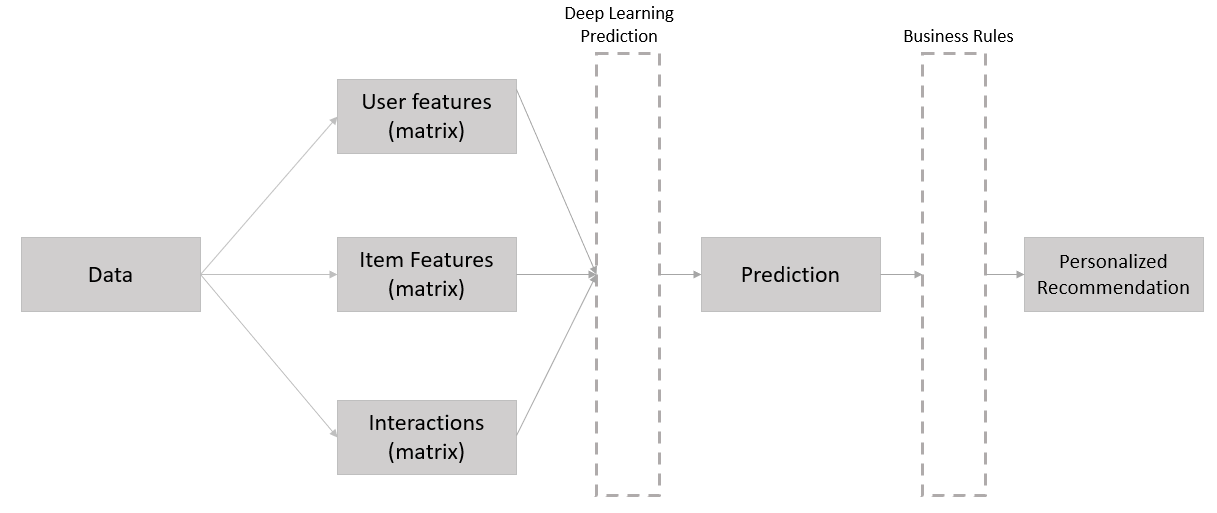 Deep Learning
Prediction
Business Rules
User features
(matrix)
Data
Item Features
(matrix)
Prediction
Personalized
Recommendation
Interactions
(matrix)